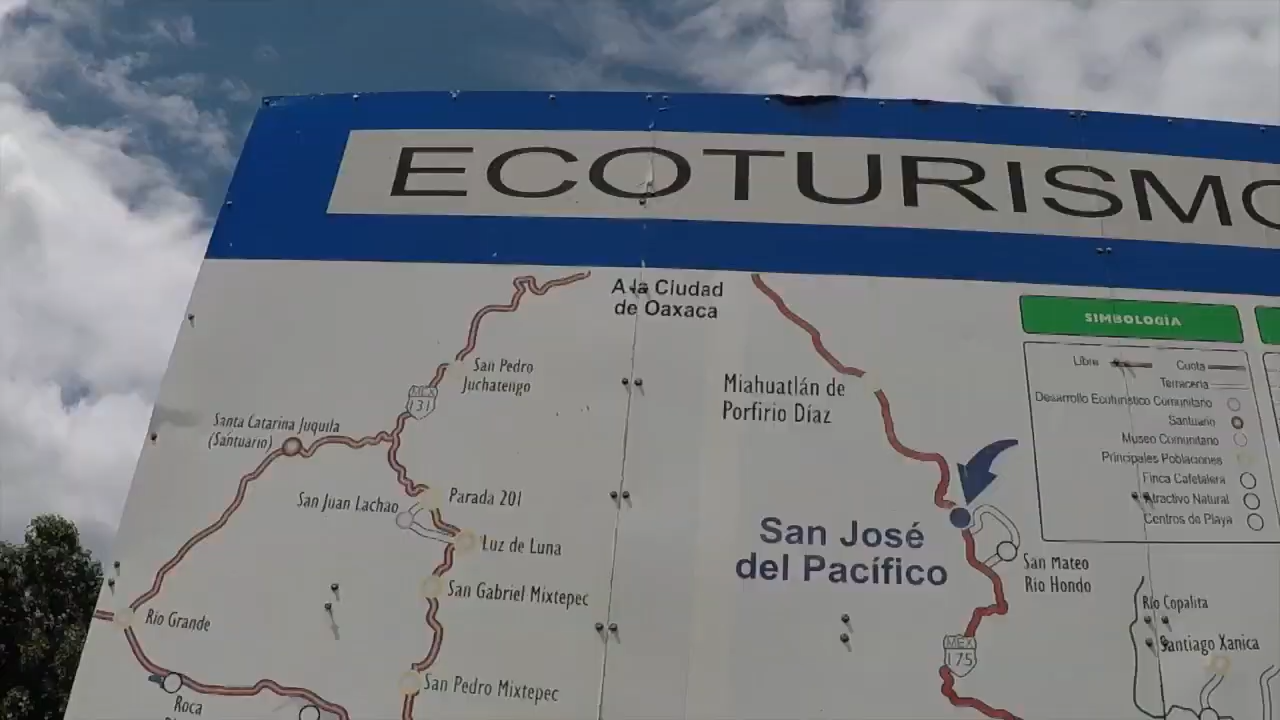 ECOTURISMO
A la Ciudad
de Oaxaca
SIMBOLOGÍA
Libre
Cuota
Terracería
Desarrollo Ecoturístico Comunitario
Santuario
Museo Comunitario
Principales Poblaciones
Finca Cafetalera
Atractivo Natural
Centros de Playa
San Pedro
Juchatengo
MEX
131
Miahuatlán de
Porfirio Díaz
Santa Catarina Juquila
(Santuario)
San Juan Lachao
Parada 201
Luz de Luna
San José
del Pacífico
San Mateo
Río Hondo
San Gabriel Mixtepec
Río Grande
Río Copalita
Santiago Xanica
MEX
175
San Pedro Mixtepec
Roca